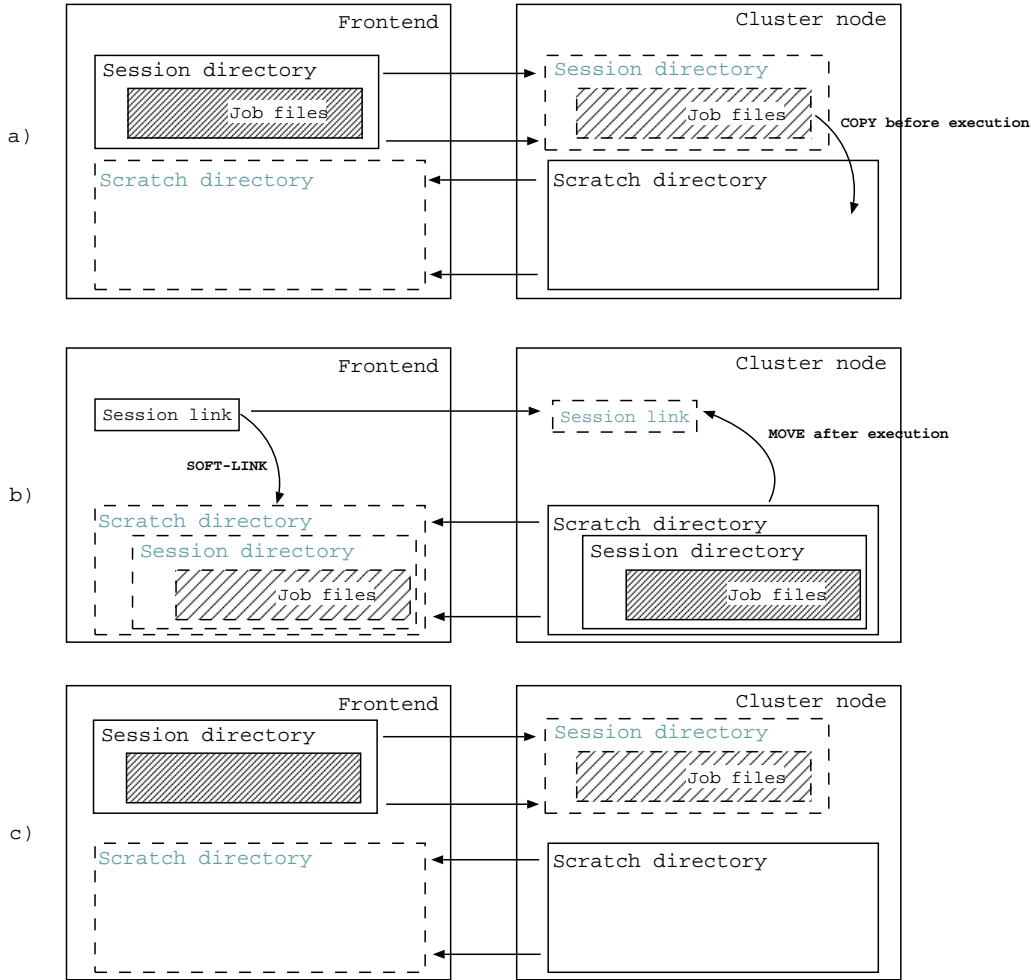 a)
Frontend
Session directory
Job files
Scratch directory
Cluster node
Session directory
Job files
COPY before execution
Scratch directory
b)
Frontend
Session link
SOFT-LINK
Scratch directory
Session directory
Job files
Cluster node
Session link
MOVE after execution
Scratch directory
Session directory
Job files
c)
Frontend
Session directory
Scratch directory
Cluster node
Session directory
Job files
Scratch directory